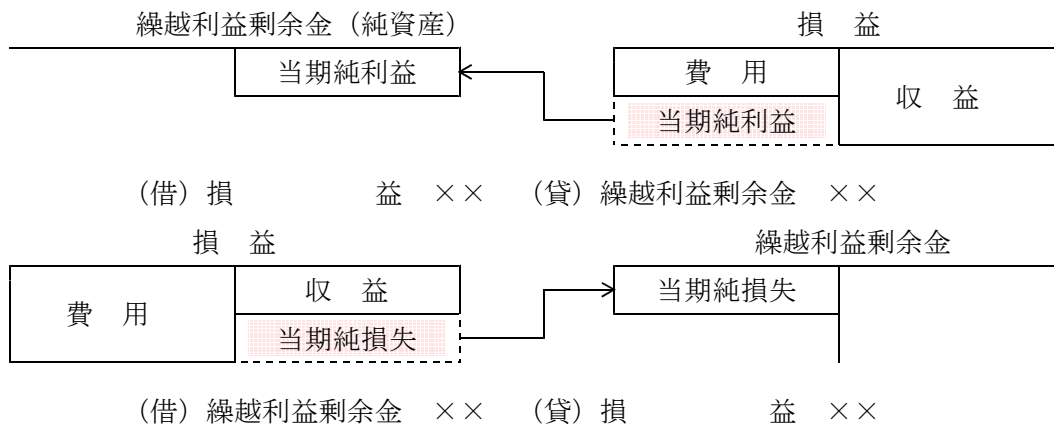 繰越利益剰余金（純資産）
損　益
当期純利益
費　用
収　益
当期純利益
（借）損　　　　益　××　（貸）繰越利益剰余金　××
損　益
繰越利益剰余金
費　用
収　益
当期純損失
当期純損失
（借）繰越利益剰余金　××　（貸）損　　　　益　××